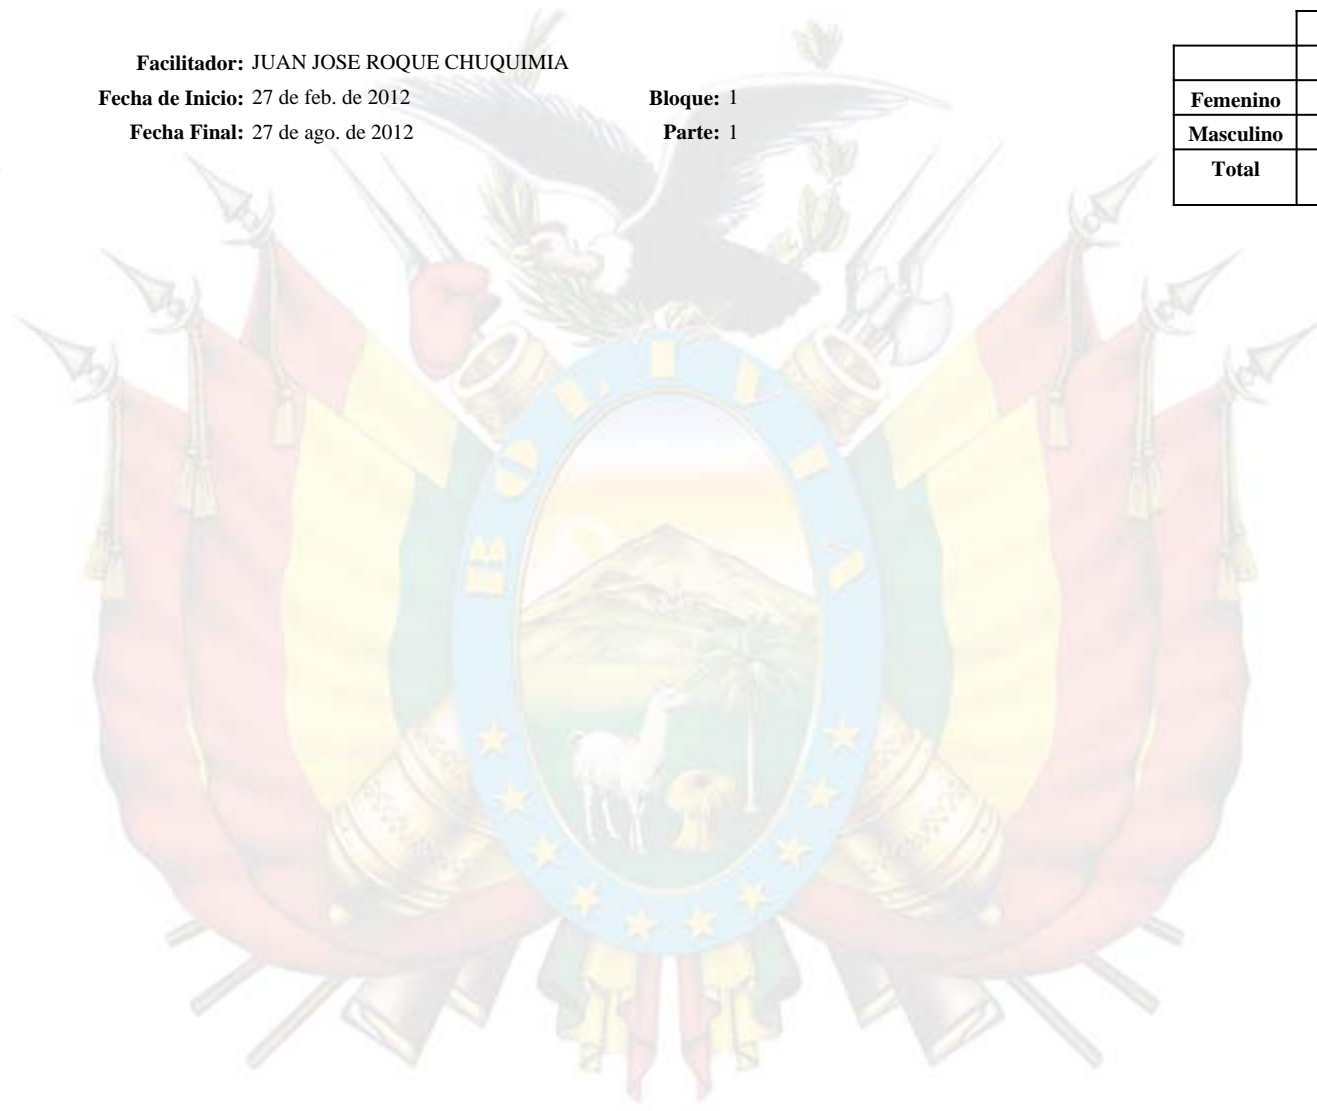 Facilitador: JUAN JOSE ROQUE CHUQUIMIA
Fecha de Inicio: 27 de feb. de 2012 Bloque: 1
Fecha Final: 27 de ago. de 2012 Parte: 1
Femenino
Masculino
Total
BOLIVIA